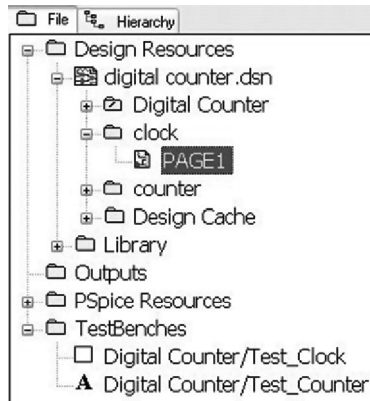 File Hierarchy
Design Resources
digital counter.dsn
Digital Counter
clock
PAGE1
counter
Design Cache
Library
Outputs
PSpice Resources
TestBenches
Digital Counter/Test_Clock
A Digital Counter/Test_Counter